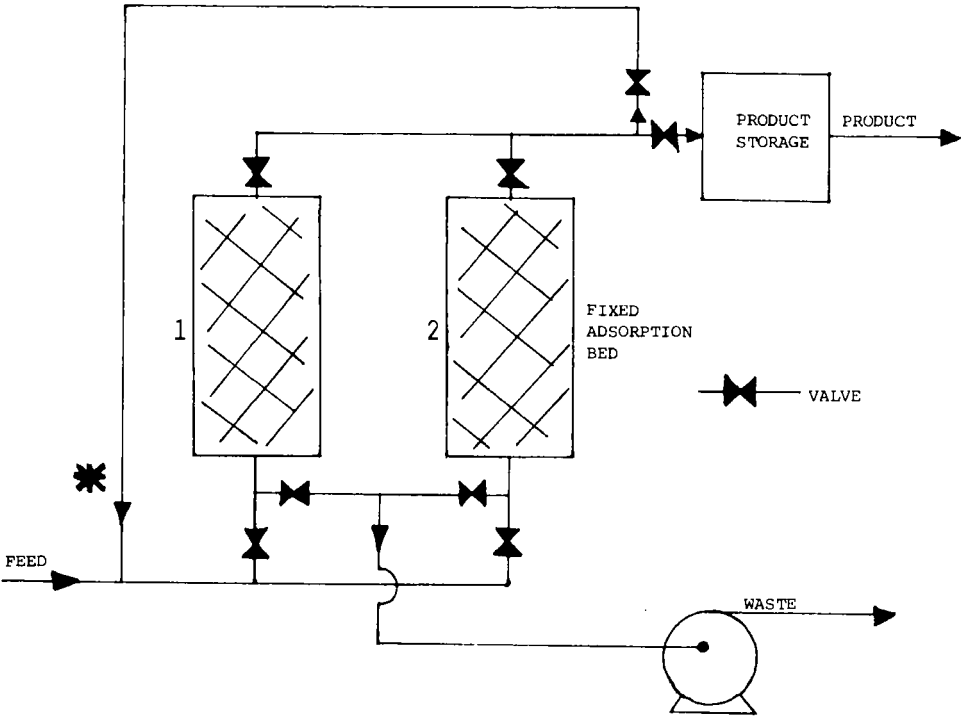 PRODUCT
STORAGE
PRODUCT
1
2
FIXED
ADSORPTION
BED
VALVE
FEED
WASTE